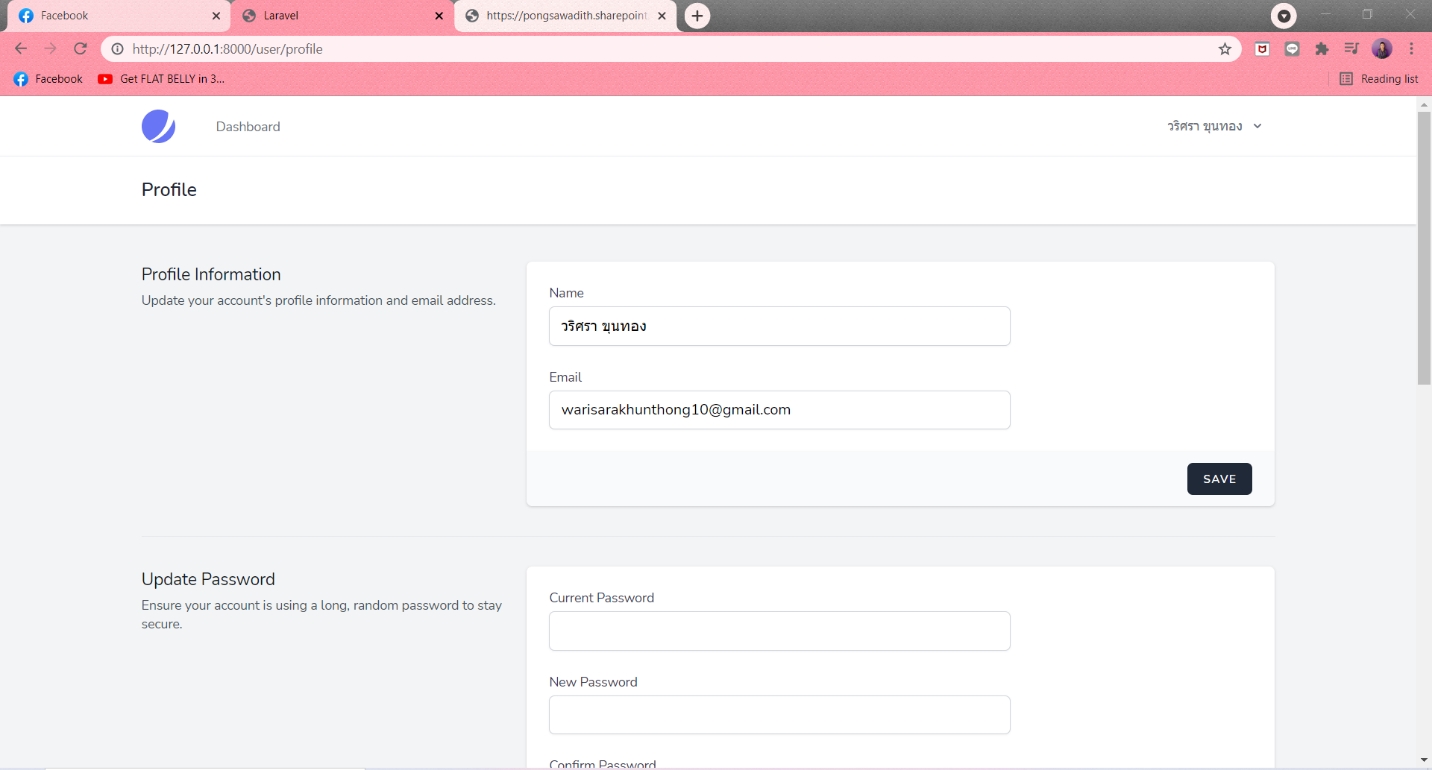 Facebook
Laravel
https://pongsawadith.sharepoint
http://127.0.0.1:8000/user/profile
Facebook
Get FLAT BELLY in 3...
Reading list
Dashboard
วริศรา ขุนทอง
Profile
Profile Information
Update your account's profile information and email address.
Name
วริศรา ขุนทอง
Email
warisarakhunthong10@gmail.com
SAVE
Update Password
Ensure your account is using a long, random password to stay
secure.
Current Password
New Password
Confirm Password